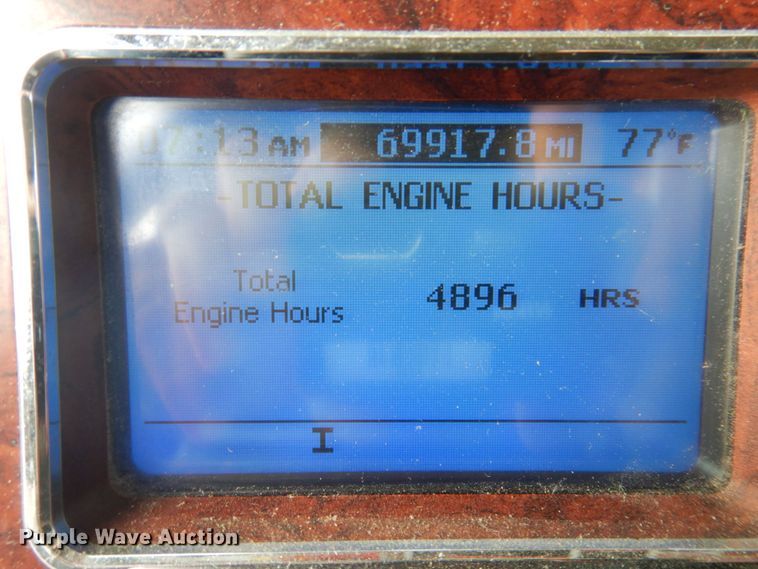 07:13 AM 69917.8 MI 77°F
-TOTAL ENGINE HOURS-
Total
Engine Hours 4896 HRS
I
Purple Wave Auction